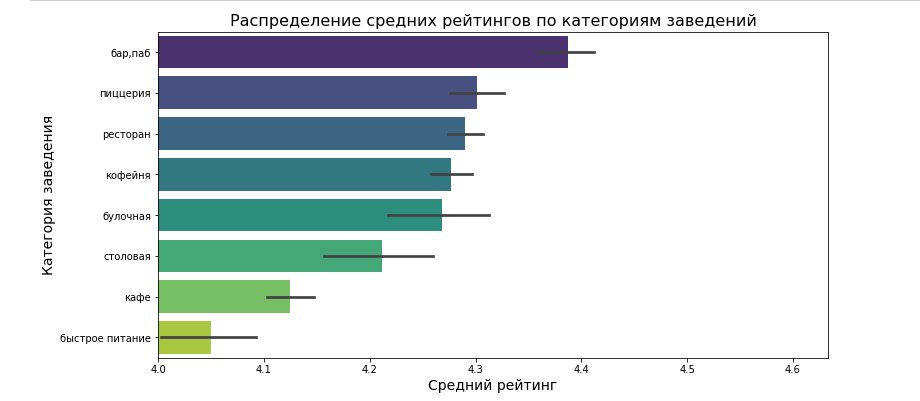 Распределение средних рейтингов по категориям заведений
Категория заведения
бар,паб
пиццерия
ресторан
кофейня
булочная
столовая
кафе
быстрое питание
4.0 4.1 4.2 4.3 4.4 4.5 4.6
Средний рейтинг